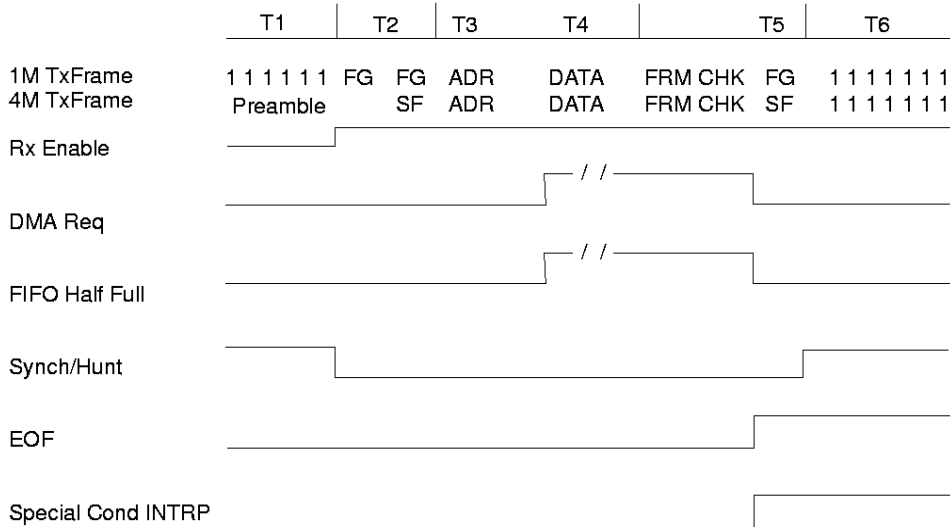 T1 T2 T3 T4 T5 T6
1M TxFrame 1 1 1 1 1 1 FG FG ADR DATA FRM CHK FG 1 1 1 1 1 1 1
4M TxFrame Preamble SF ADR DATA FRM CHK SF 1 1 1 1 1 1 1
Rx Enable
/ /
DMA Req
/ /
FIFO Half Full
Synch/Hunt
EOF
Special Cond INTRP